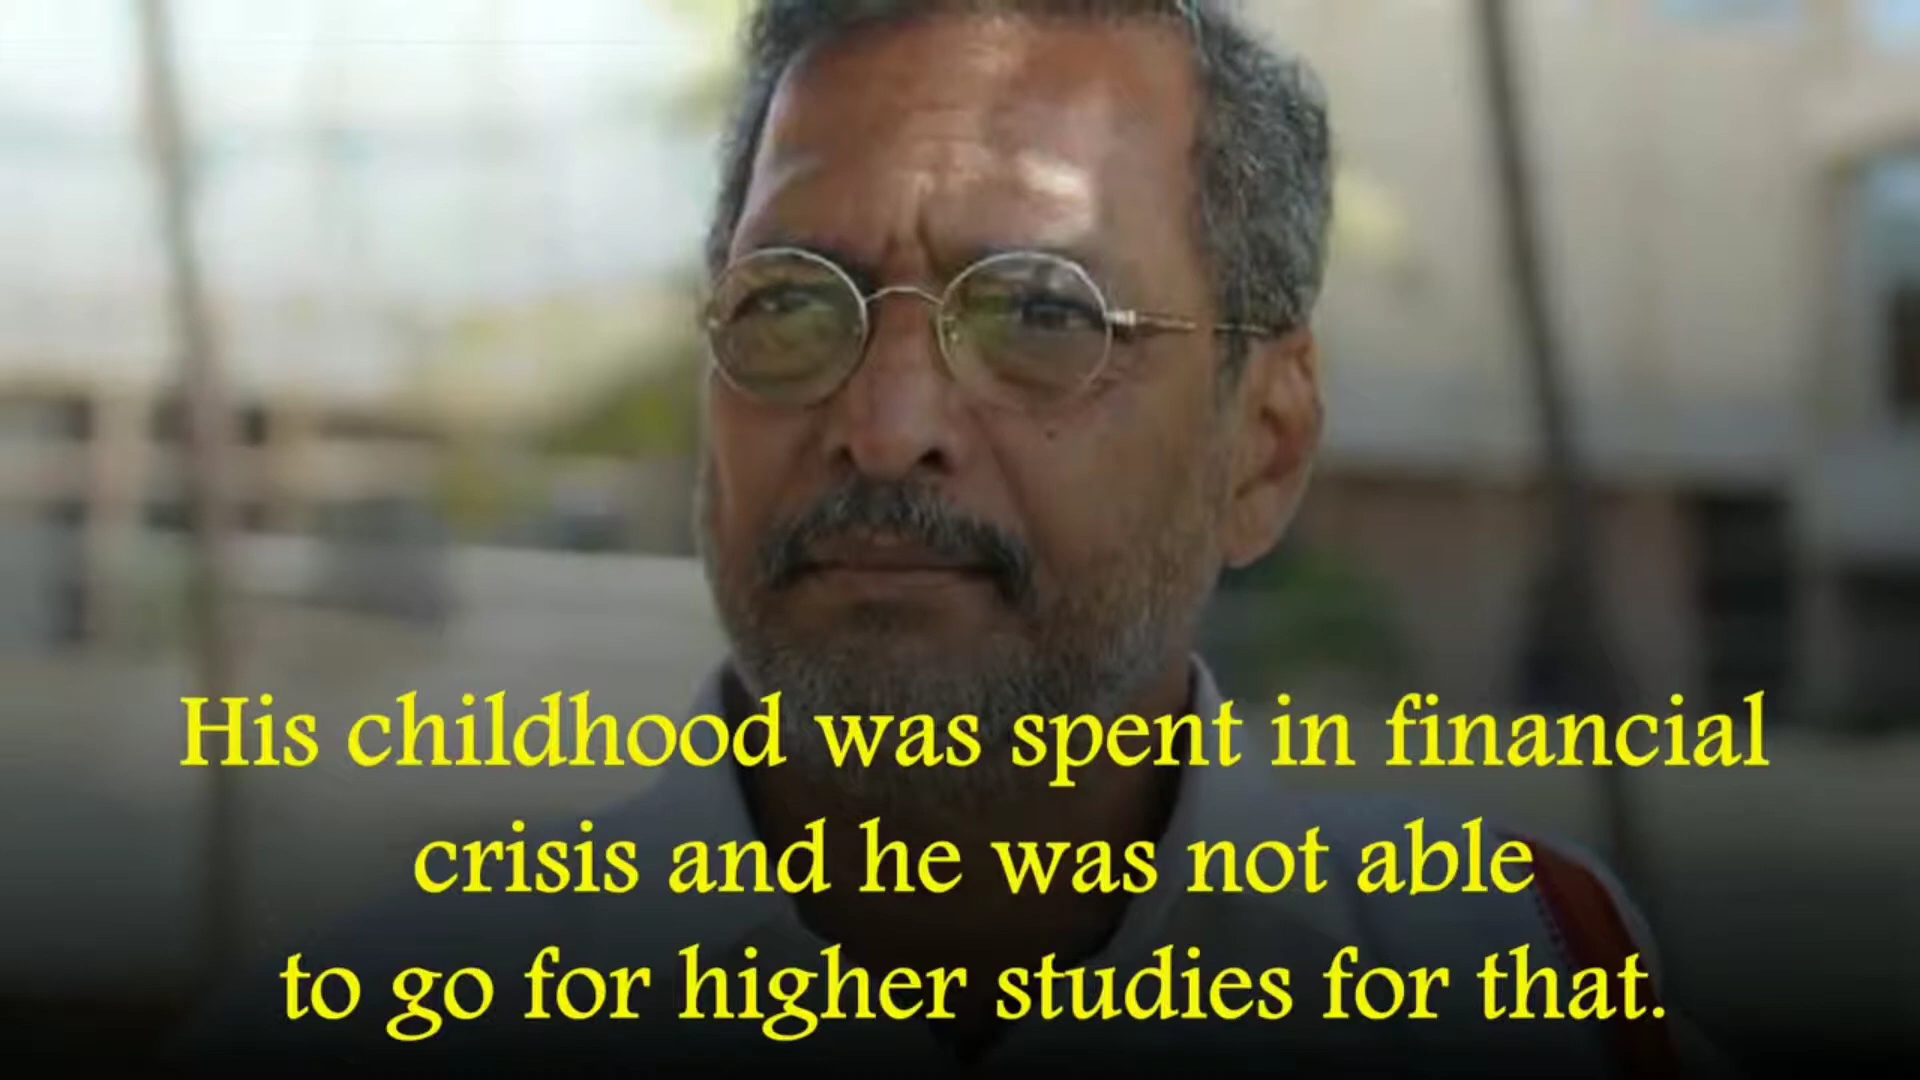 His childhood was spent in financial
crisis and he was not able
to go for higher studies for that.